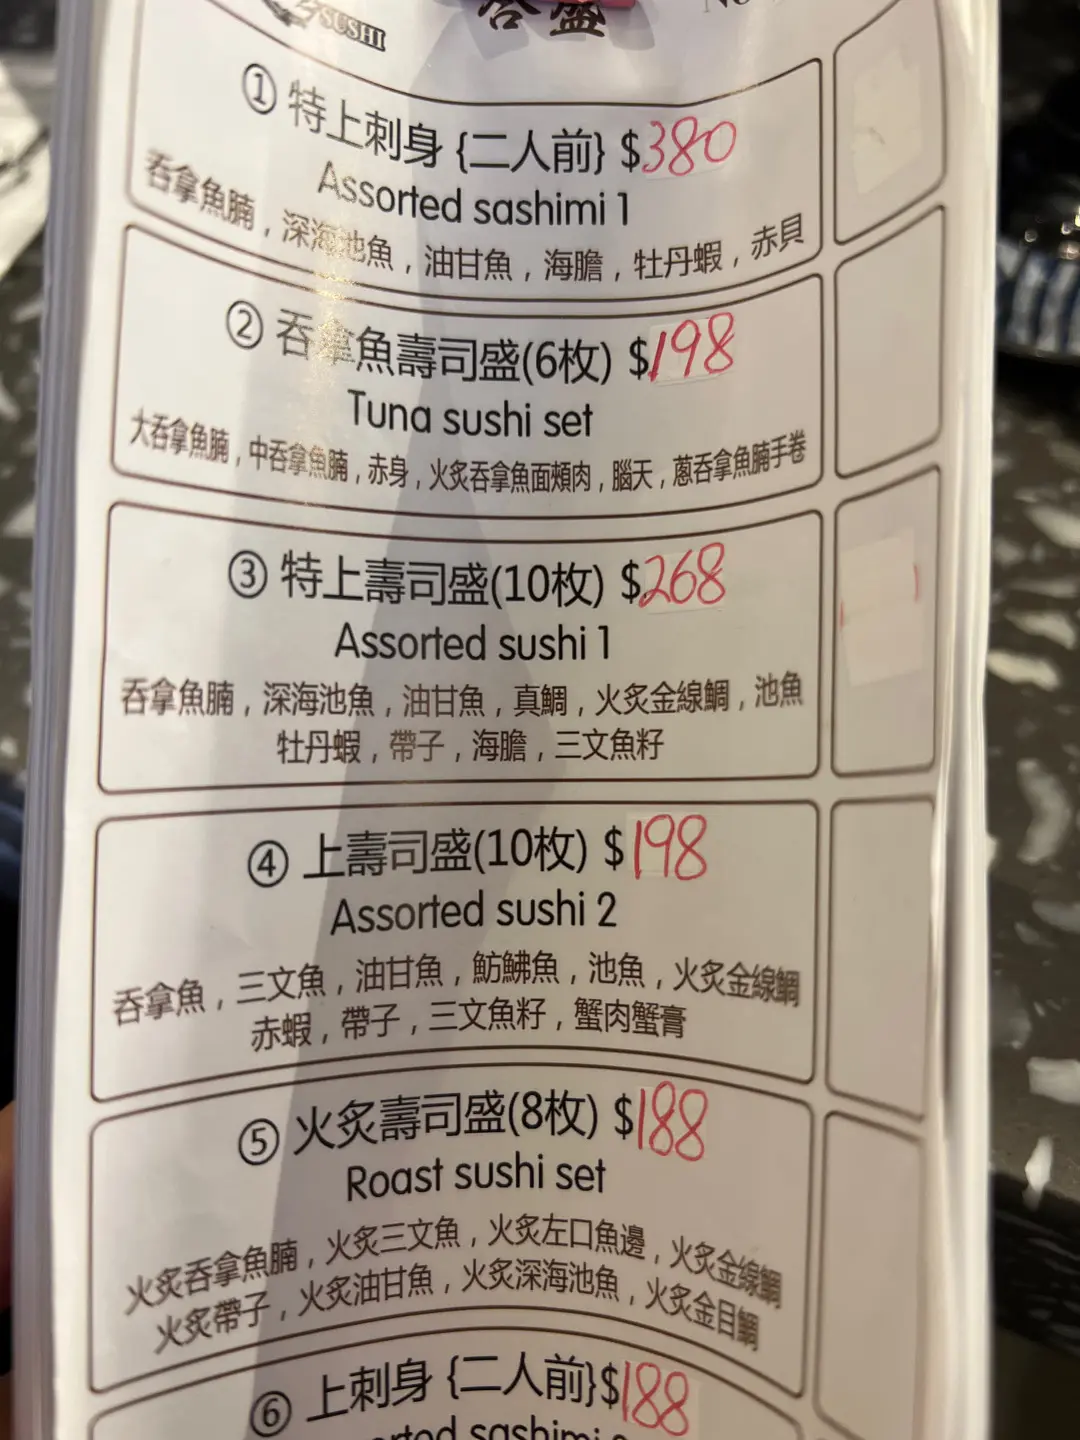 SUSHI
盛
No
① 特上刺身 {二人前} $380
Assorted sashimi 1
吞拿魚腩，深海池魚，油甘魚，海膽，牡丹蝦，赤貝
② 吞拿魚壽司盛(6枚) $198
Tuna sushi set
大吞拿魚腩，中吞拿魚腩，赤身，火炙吞拿魚面頰肉，腦天，蔥吞拿魚腩手卷
③ 特上壽司盛(10枚) $268
Assorted sushi 1
吞拿魚腩，深海池魚，油甘魚，真鯛，火炙金線鯛，池魚
牡丹蝦，帶子，海膽，三文魚籽
④ 上壽司盛(10枚) $198
Assorted sushi 2
吞拿魚，三文魚，油甘魚，魴鮄魚，池魚，火炙金線鯛
赤蝦，帶子，三文魚籽，蟹肉蟹膏
⑤ 火炙壽司盛(8枚) $188
Roast sushi set
火炙吞拿魚腩，火炙三文魚，火炙左口魚邊，火炙金線鯛
火炙帶子，火炙油甘魚，火炙深海池魚，火炙金目鯛
⑥ 上刺身 {二人前}$188
sashimi